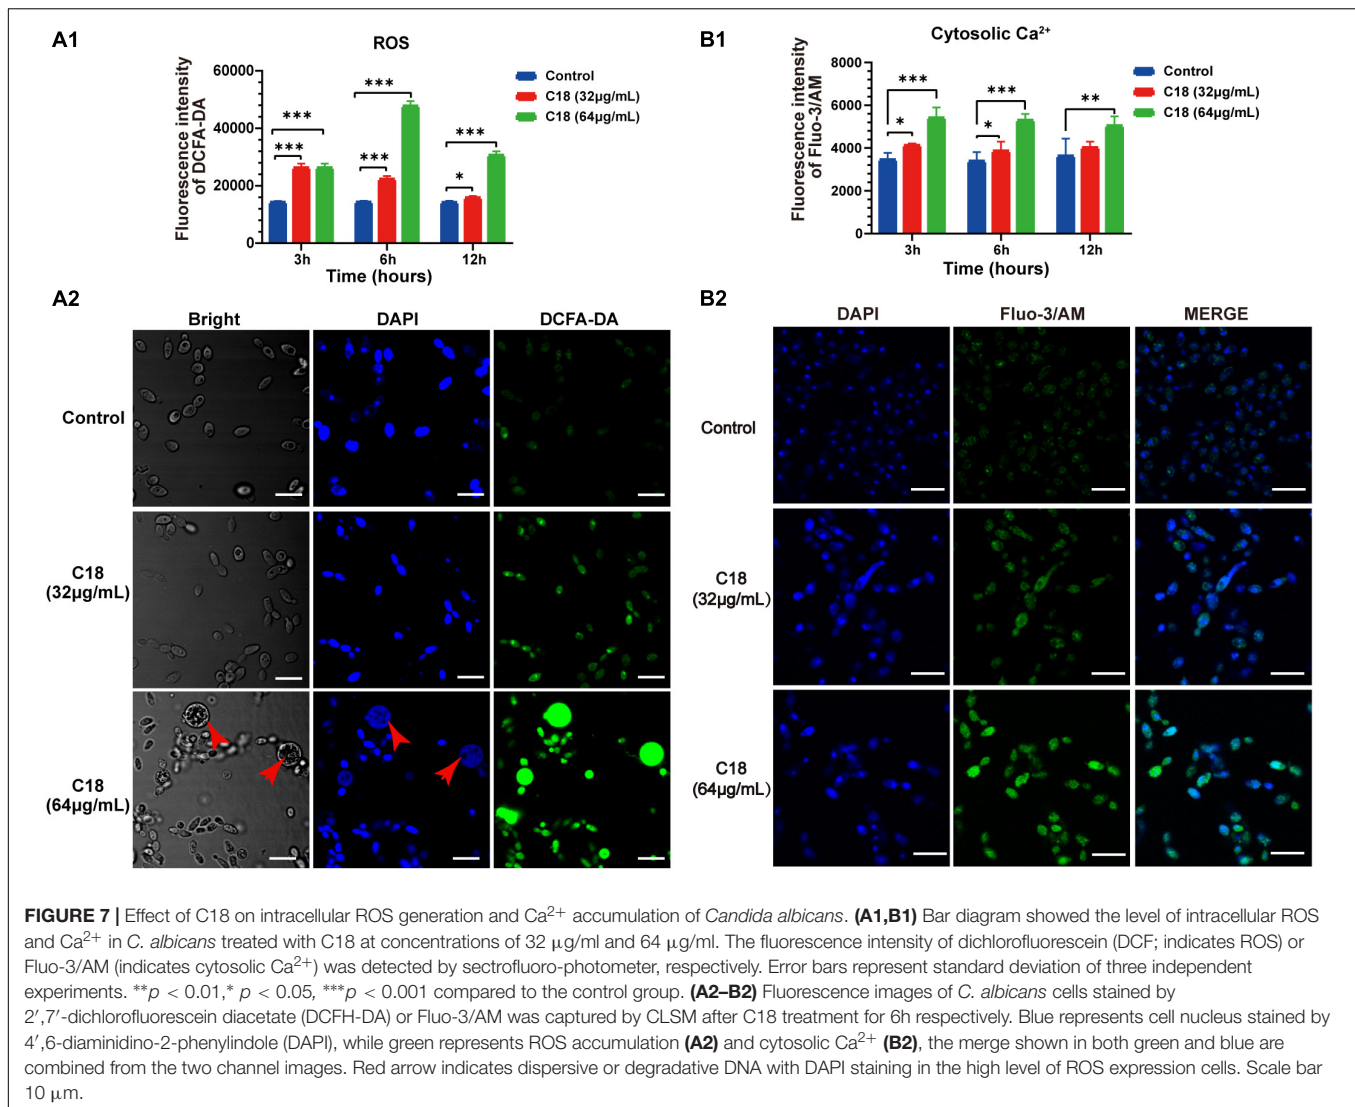 A1
ROS
Fluorescence intensity
of DCFA-DA
60000
40000
20000
0
***
***
***
***
***
*
3h
6h
12h
Time (hours)
Control
C18 (32μg/mL)
C18 (64μg/mL)
B1
Cytosolic Ca²⁺
Fluorescence intensity
of Fluo-3/AM
8000
6000
4000
2000
0
***
*
***
*
**
3h
6h
12h
Time (hours)
Control
C18 (32μg/mL)
C18 (64μg/mL)
A2
Bright
DAPI
DCFA-DA
Control
C18
(32μg/mL)
C18
(64μg/mL)
B2
DAPI
Fluo-3/AM
MERGE
Control
C18
(32μg/mL)
C18
(64μg/mL)
FIGURE 7 | Effect of C18 on intracellular ROS generation and Ca²⁺ accumulation of Candida albicans. (A1,B1) Bar diagram showed the level of intracellular ROS
and Ca²⁺ in C. albicans treated with C18 at concentrations of 32 μg/ml and 64 μg/ml. The fluorescence intensity of dichlorofluorescein (DCF; indicates ROS) or
Fluo-3/AM (indicates cytosolic Ca²⁺) was detected by sectrofluoro-photometer, respectively. Error bars represent standard deviation of three independent
experiments. **p < 0.01,* p < 0.05, ***p < 0.001 compared to the control group. (A2–B2) Fluorescence images of C. albicans cells stained by
2′,7′-dichlorofluorescein diacetate (DCFH-DA) or Fluo-3/AM was captured by CLSM after C18 treatment for 6h respectively. Blue represents cell nucleus stained by
4′,6-diaminidino-2-phenylindole (DAPI), while green represents ROS accumulation (A2) and cytosolic Ca²⁺ (B2), the merge shown in both green and blue are
combined from the two channel images. Red arrow indicates dispersive or degradative DNA with DAPI staining in the high level of ROS expression cells. Scale bar
10 μm.